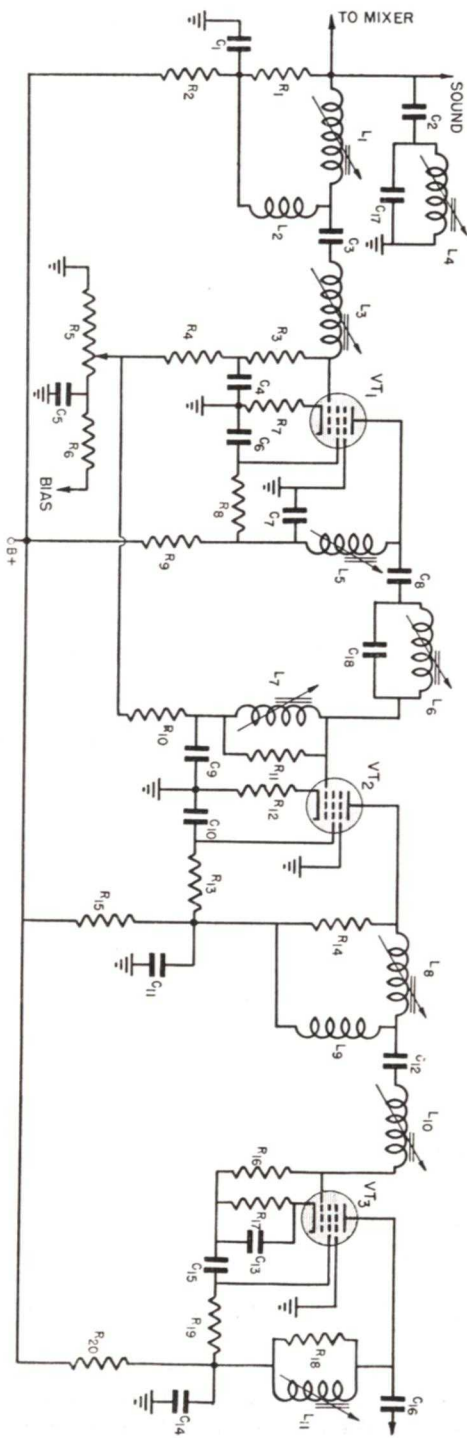 TO MIXER
SOUND
C1
R2
R1
C2
L1
L2
C17
L4
C3
L3
R5
R4
R3
C4
VT1
R7
C6
C5
R6
BIAS
R8
C7
L5
C8
R9
B+
C18
L6
L7
R10
C9
R11
R12
VT2
C10
R13
R15
C11
R14
L8
L9
C12
L10
R16
R17
VT3
C13
C15
R19
R20
R18
L11
C14
C16